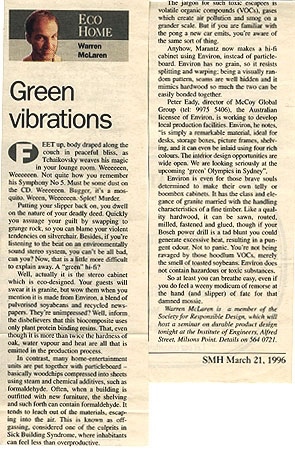 ECO
HOME
Warren
McLaren
Green
vibrations
FEET up, body draped along the
couch in peaceful bliss, as
Tchaikovsky weaves his magic
in your lounge room. Weeeeeen.
Weeeeeen. Not quite how you remember
his Symphony No 5. Must be some dust on
the CD. Weeeeeen. Bugger, it's a mos-
quito. Weeen, Weeeeeen. Splot! Murder.
Putting your slipper back on, you dwell
on the nature of your deadly deed. Quickly
you assuage your guilt by swapping to
grunge rock, so you can blame your violent
tendencies on silverchair. Besides, if you're
listening to the beat on an environmentally
sound stereo system, you can't be all bad,
can you? Now, that is a little more difficult
to explain away. A "green" hi-fi?
Well, actually it is the stereo cabinet
which is eco-designed. Your guests will
swear it is granite, but wow them when you
mention it is made from Environ, a blend of
pulverised soybeans and recycled news-
papers. They're unimpressed? Well, inform
the disbelievers that this biocomposite uses
only plant protein binding resins. That, even
though it is more than twice the hardness of
oak, water vapour and heat are all that is
emitted in the production process.
In contrast, many home-entertainment
units are put together with particleboard –
basically woodchips compressed into sheets
using steam and chemical additives, such as
formaldehyde. Often, when a building is
outfitted with new furniture, the shelving
and such forth can contain formaldehyde. It
tends to leach out of the materials, escap-
ing into the air. This is known as off-
gassing, considered one of the culprits in
Sick Building Syndrome, where inhabitants
can feel less than overproductive.
The jargon for such toxic escapees is
volatile organic compounds (VOCs), gases
which create air pollution and smog on a
grander scale. But if you are familiar with
the pong a new car emits, you're aware of
the same sort of thing.
Anyhow, Marantz now makes a hi-fi
cabinet using Environ, instead of particle-
board. Environ has no grain, so it resists
splitting and warping; being a visually ran-
dom pattern, seams are well hidden and it
mimics hardwood so much the two can be
easily bonded together.
Peter Eady, director of McCoy Global
Group (tel: 9975 5406), the Australian
licensee of Environ, is working to develop
local production facilities. Environ, he notes,
"is simply a remarkable material, ideal for
desks, storage boxes, picture frames, shelv-
ing, and it can even be inlaid using four rich
colours. The interior design opportunities are
wide open. We are looking seriously at the
upcoming 'green' Olympics in Sydney".
Environ is even for those brave souls
determined to make their own telly or
boombox cabinets. It has the class and ele-
gance of granite married with the handling
characteristics of a fine timber. Like a qual-
ity hardwood, it can be sawn, routed,
milled, fastened and glued, though if your
Bosch power drill is a tad blunt you could
generate excessive heat, resulting in a pun-
gent odour. Not to panic. You're not being
ravaged by those hoodlum VOCs, merely
the smell of toasted soybeans. Environ does
not contain hazardous or toxic substances.
So at least you can breathe easy, even if
you do feel a weeny modicum of remorse at
the band (and slipper) of fate for that
damned mossie.
Warren McLaren is a member of the
Society for Responsible Design, which will
host a seminar on durable product design
tonight at the Institute of Engineers, Alfred
Street, Milsons Point. Details on 564 0721.
SMH March 21, 1996